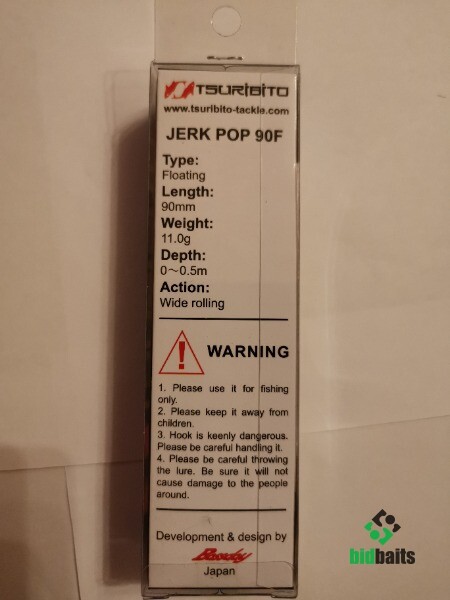 TSURIBITO
www.tsuribito-tackle.com
JERK POP 90F
Type:
Floating
Length:
90mm
Weight:
11.0g
Depth:
0~0.5m
Action:
Wide rolling
WARNING
1. Please use it for fishing
only.
2. Please keep it away from
children.
3. Hook is keenly dangerous.
Please be careful handling it.
4. Please be careful throwing
the lure. Be sure it will not
cause damage to the people
around.
Development & design by
Japan
bidbaits